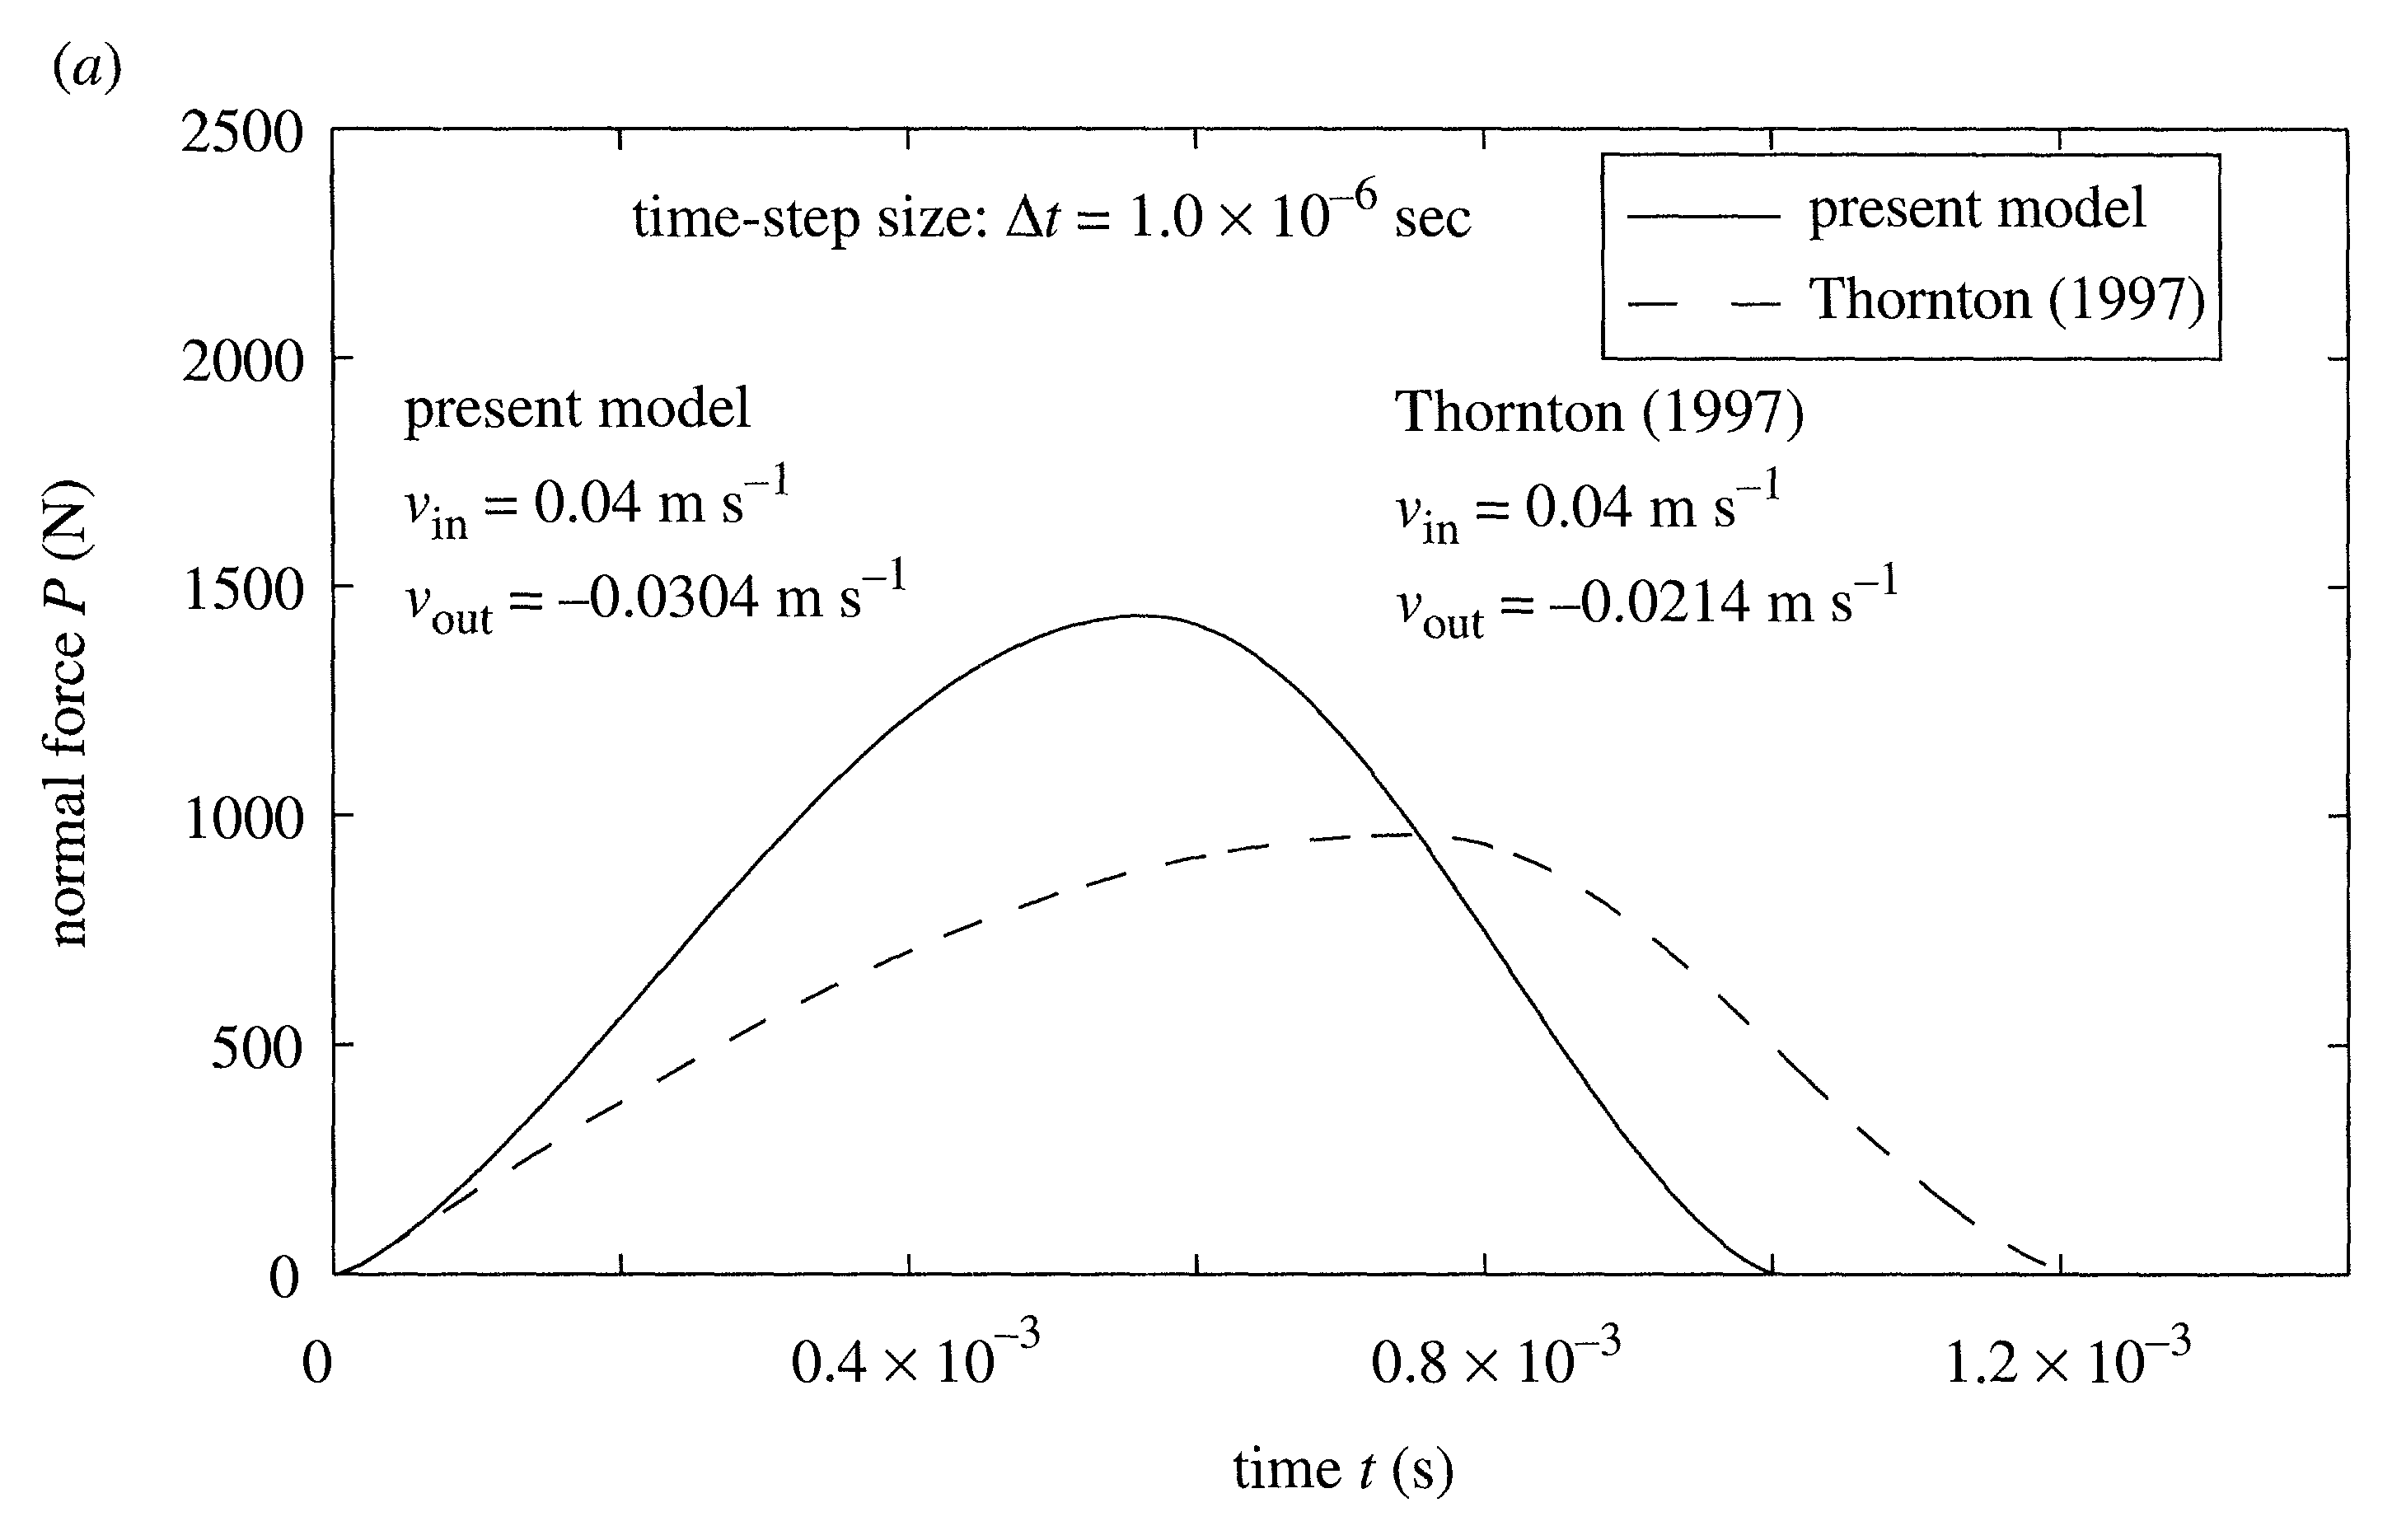 (a)
2500
2000
1500
1000
500
0
normal force P (N)
time-step size: Δt = 1.0 × 10⁻⁶ sec
present model
Thornton (1997)
present model
v_in = 0.04 m s⁻¹
v_out = –0.0304 m s⁻¹
Thornton (1997)
v_in = 0.04 m s⁻¹
v_out = –0.0214 m s⁻¹
0
0.4 × 10⁻³
0.8 × 10⁻³
1.2 × 10⁻³
time t (s)